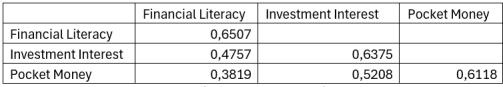 Financial Literacy Investment Interest Pocket Money
Financial Literacy 0,6507
Investment Interest 0,4757 0,6375
Pocket Money 0,3819 0,5208 0,6118